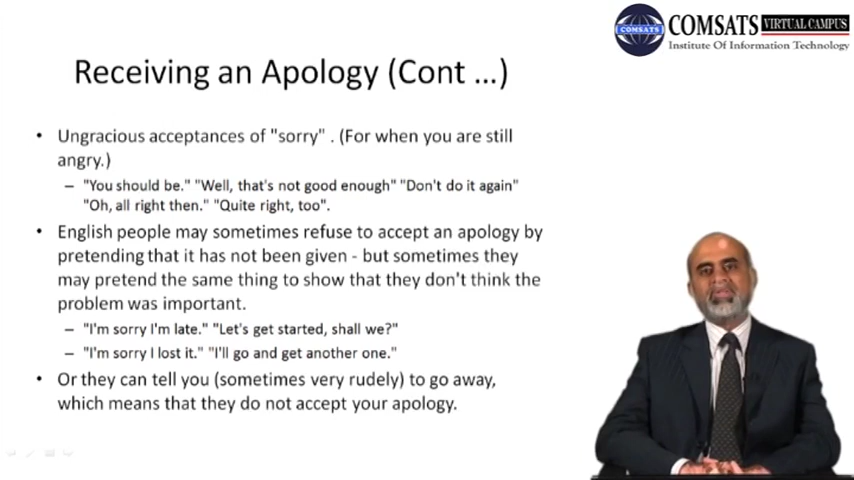 COMSATS VIRTUAL CAMPUS
COMSATS
Institute Of Information Technology
Receiving an Apology (Cont ...)
• Ungracious acceptances of "sorry" . (For when you are still
angry.)
– "You should be." "Well, that's not good enough" "Don't do it again"
"Oh, all right then." "Quite right, too".
• English people may sometimes refuse to accept an apology by
pretending that it has not been given - but sometimes they
may pretend the same thing to show that they don't think the
problem was important.
– "I'm sorry I'm late." "Let's get started, shall we?"
– "I'm sorry I lost it." "I'll go and get another one."
• Or they can tell you (sometimes very rudely) to go away,
which means that they do not accept your apology.